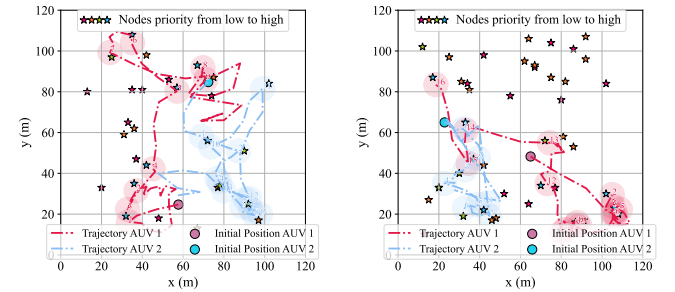 Nodes priority from low to high
120
100
80
60
40
20
0
y (m)
Trajectory AUV 1
Initial Position AUV 1
Trajectory AUV 2
Initial Position AUV 2
0 20 40 60 80 100 120
x (m)
Nodes priority from low to high
120
100
80
60
40
20
0
y (m)
Trajectory AUV 1
Initial Position AUV 1
Trajectory AUV 2
Initial Position AUV 2
0 20 40 60 80 100 120
x (m)